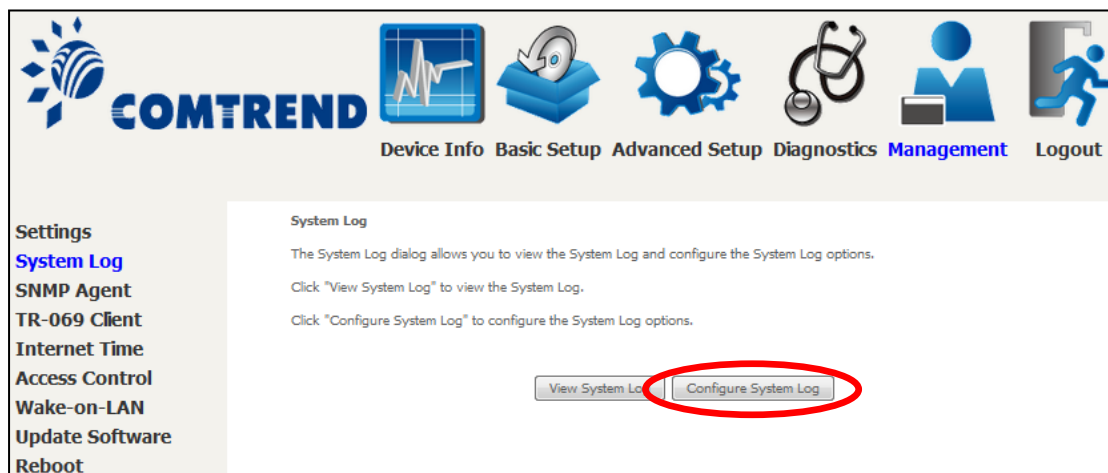 COMTREND
Device Info Basic Setup Advanced Setup Diagnostics Management Logout
Settings
System Log
SNMP Agent
TR-069 Client
Internet Time
Access Control
Wake-on-LAN
Update Software
Reboot
System Log
The System Log dialog allows you to view the System Log and configure the System Log options.
Click "View System Log" to view the System Log.
Click "Configure System Log" to configure the System Log options.
View System Lo
Configure System Log